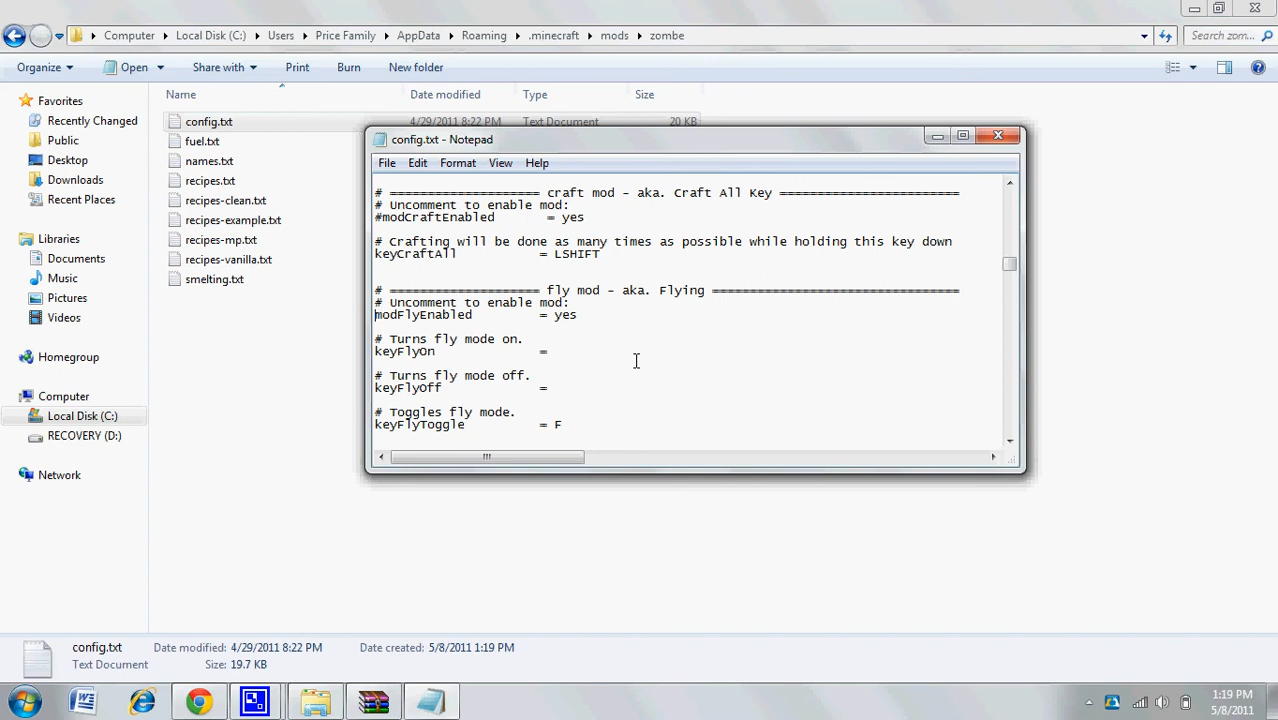 Computer ▸ Local Disk (C:) ▸ Users ▸ Price Family ▸ AppData ▸ Roaming ▸ .minecraft ▸ mods ▸ zombe
Search zom...
Organize
Open
Share with
Print
Burn
New folder
Favorites
Recently Changed
Public
Desktop
Downloads
Recent Places
Libraries
Documents
Music
Pictures
Videos
Homegroup
Computer
Local Disk (C:)
RECOVERY (D:)
Network
Name
Date modified
Type
Size
config.txt
4/29/2011 8:22 PM
Text Document
20 KB
fuel.txt
names.txt
recipes.txt
recipes-clean.txt
recipes-example.txt
recipes-mp.txt
recipes-vanilla.txt
smelting.txt
config.txt - Notepad
File Edit Format View Help
# ==================== craft mod - aka. Craft All Key ========================
# Uncomment to enable mod:
#modCraftEnabled = yes
# Crafting will be done as many times as possible while holding this key down
keyCraftAll = LSHIFT
# ==================== fly mod - aka. Flying =================================
# Uncomment to enable mod:
modFlyEnabled = yes
# Turns fly mode on.
keyFlyOn =
# Turns fly mode off.
keyFlyOff =
# Toggles fly mode.
keyFlyToggle = F
config.txt
Text Document
Date modified: 4/29/2011 8:22 PM
Size: 19.7 KB
Date created: 5/8/2011 1:19 PM
1:19 PM
5/8/2011